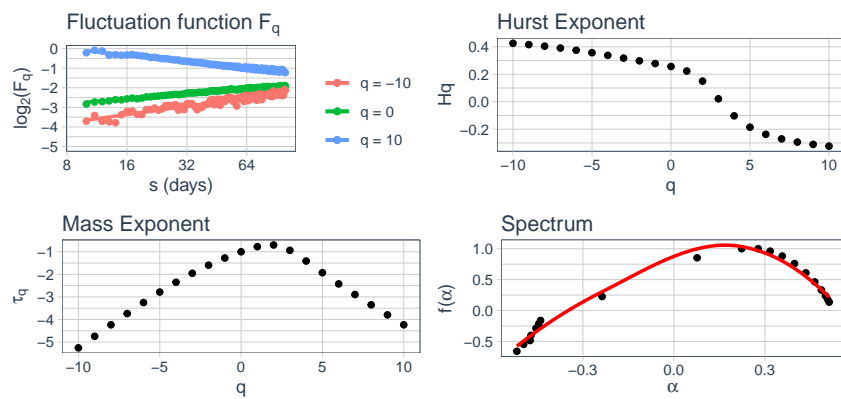 Fluctuation function Fq
log2(Fq)
0
−1
−2
−3
−4
−5
8
16
32
64
s (days)
q = −10
q = 0
q = 10
Hurst Exponent
Hq
0.4
0.2
0.0
−0.2
−10
−5
0
5
10
q
Mass Exponent
τq
−1
−2
−3
−4
−5
−10
−5
0
5
10
q
Spectrum
f(α)
1.0
0.5
0.0
−0.5
−0.3
0.0
0.3
α